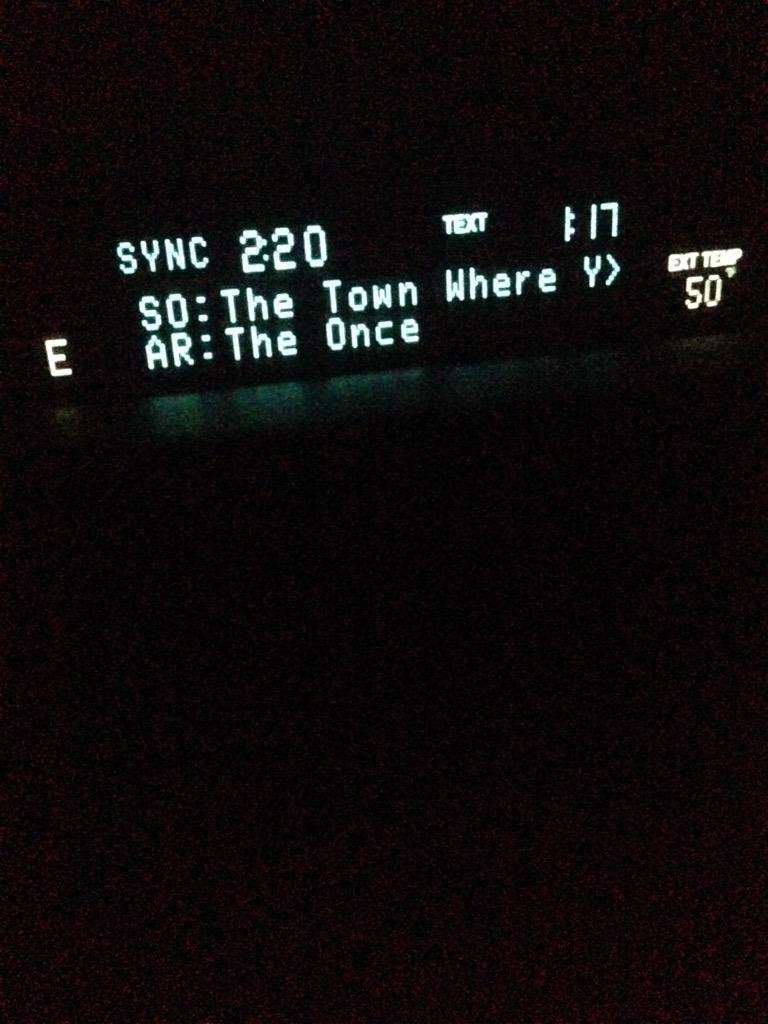 SYNC 2:20 TEXT 1:17
SO: The Town Where Y>
AR: The Once
E
EXT TEMP
50°